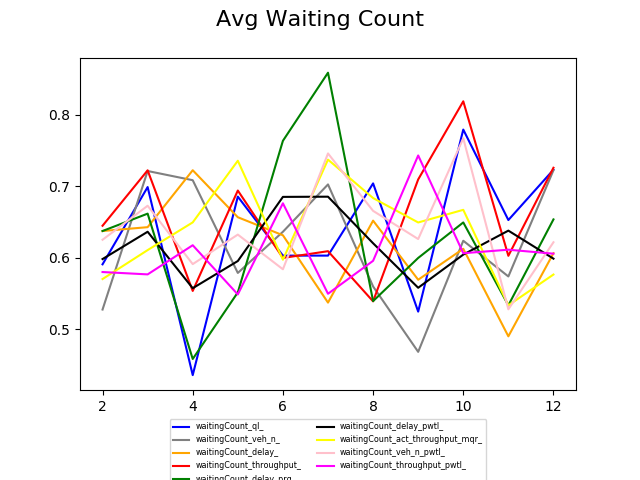 Avg Waiting Count
0.8
0.7
0.6
0.5
2 4 6 8 10 12
waitingCount_ql_
waitingCount_veh_n_
waitingCount_delay_
waitingCount_throughput_
waitingCount_delay_prq_
waitingCount_delay_pwtl_
waitingCount_act_throughput_mqr_
waitingCount_veh_n_pwtl_
waitingCount_throughput_pwtl_